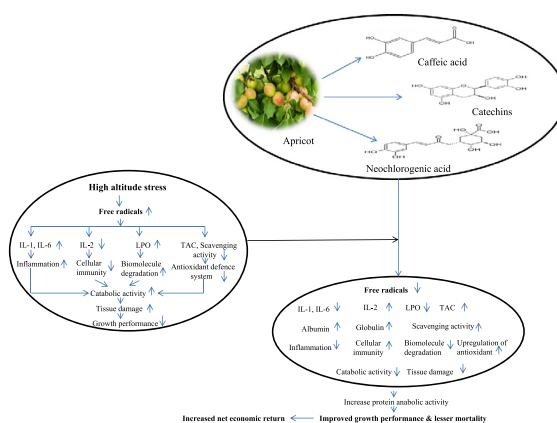 Caffeic acid
Catechins
Apricot
Neochlorogenic acid
High altitude stress
Free radicals ↑
IL-1, IL-6 ↑ IL-2 ↓ LPO ↑ TAC, Scavenging
activity ↓
Inflammation ↑ Cellular
immunity ↓ Biomolecule
degradation ↑ Antioxidant defence
system ↓
Catabolic activity ↑
Tissue damage ↑
Growth performance ↓
Free radicals ↓
IL-1, IL-6 ↓ IL-2 ↑ LPO ↓ TAC ↑
Albumin ↑ Globulin ↑ Scavenging activity ↑
Inflammation ↓ Cellular
immunity ↑ Biomolecule
degradation ↓ Upregulation of
antioxidant ↑
Catabolic activity ↓ Tissue damage ↓
Increase protein anabolic activity
Increased net economic return ← Improved growth performance & lesser mortality